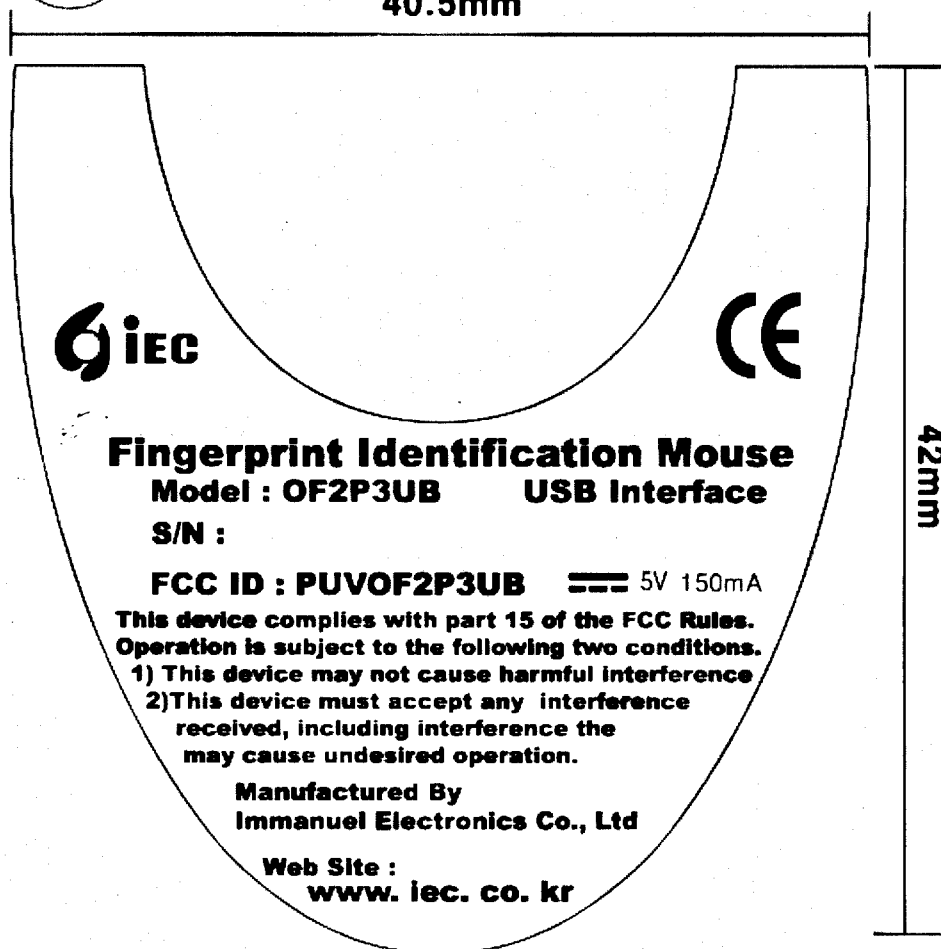 40.5mm
iEC CE
Fingerprint Identification Mouse
Model : OF2P3UB USB Interface
S/N :
FCC ID : PUVOF2P3UB 5V 150mA
This device complies with part 15 of the FCC Rules.
Operation is subject to the following two conditions.
1) This device may not cause harmful interference
2)This device must accept any interference
received, including interference the
may cause undesired operation.
Manufactured By
Immanuel Electronics Co., Ltd
Web Site :
www. iec. co. kr
42mm